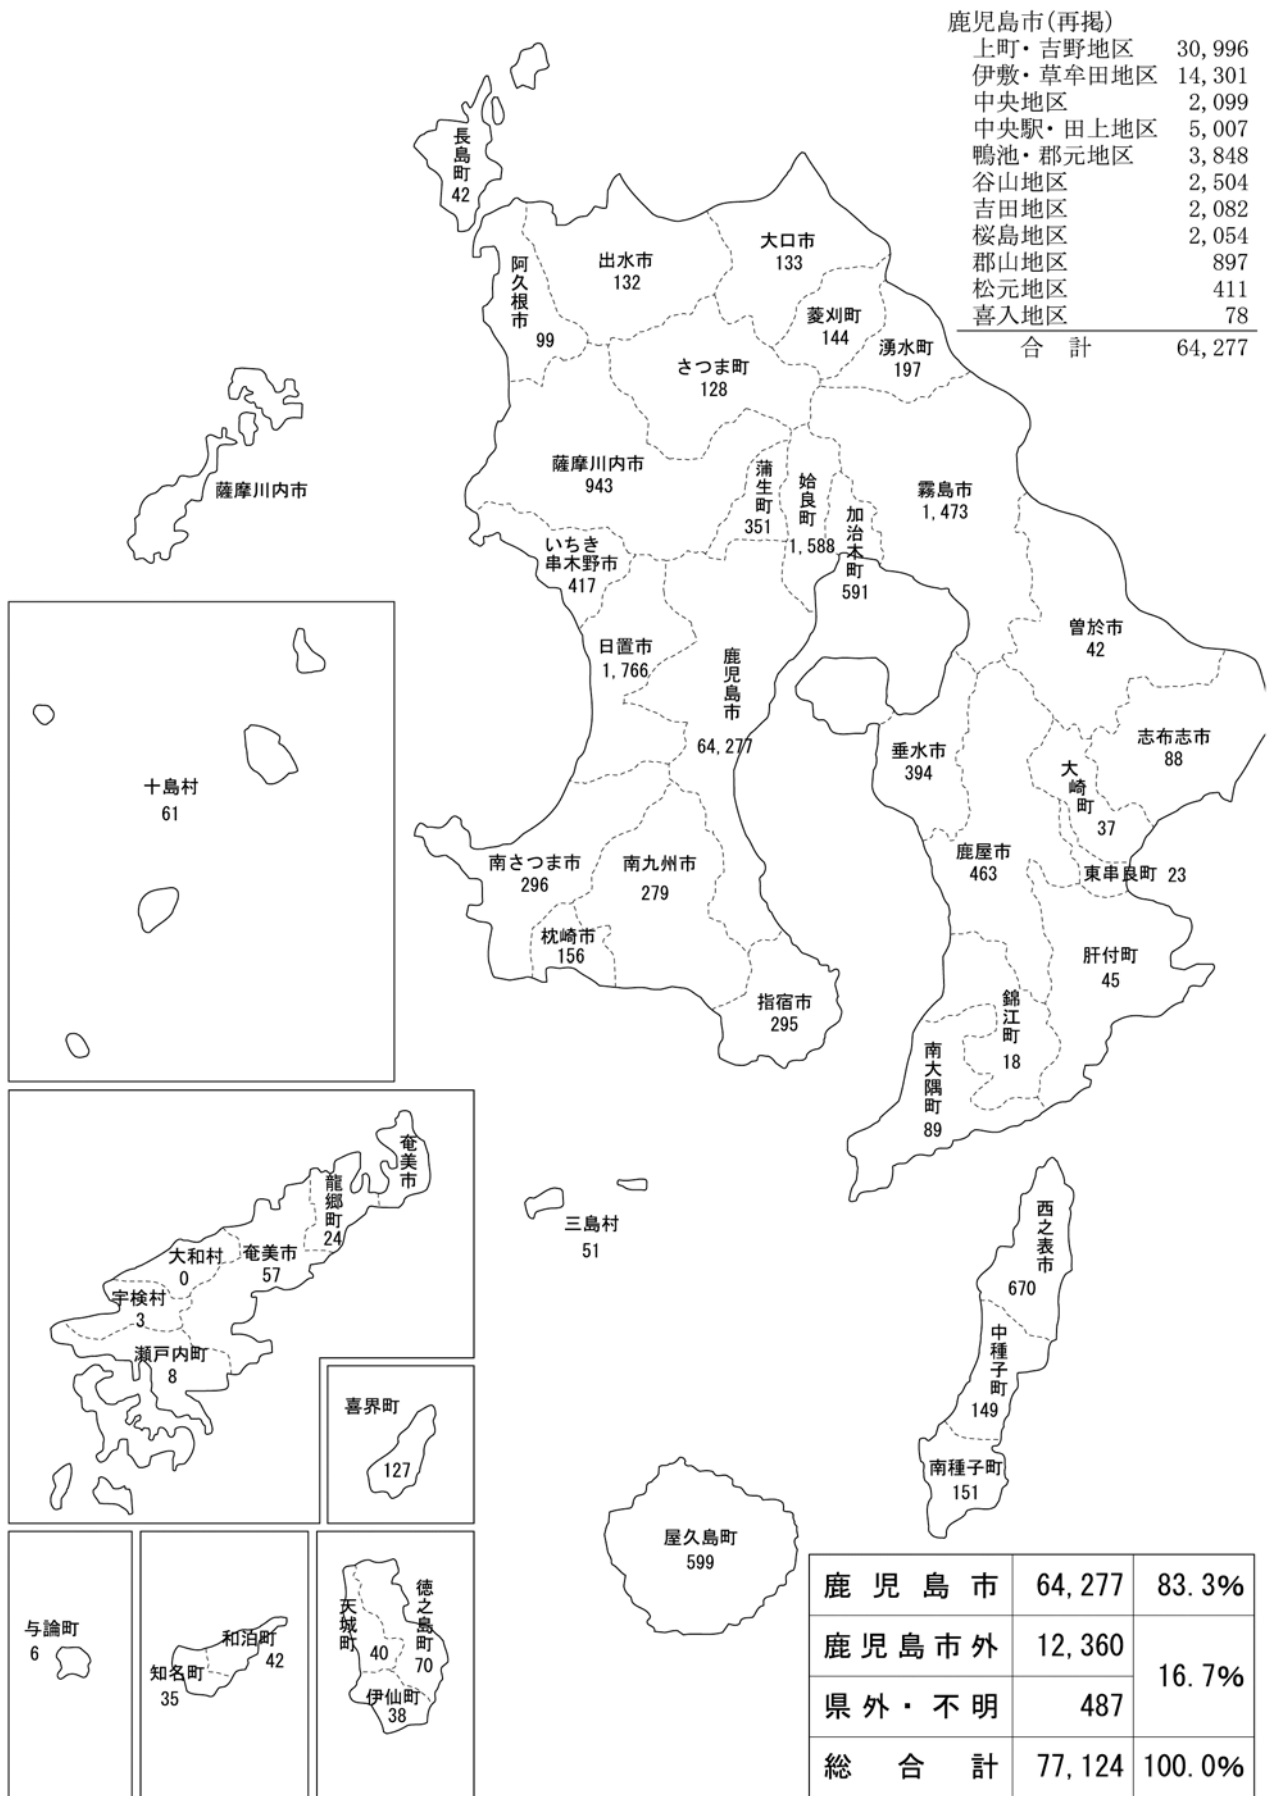 鹿児島市(再掲)
上町・吉野地区 30,996
伊敷・草牟田地区 14,301
中央地区 2,099
中央駅・田上地区 5,007
鴨池・郡元地区 3,848
谷山地区 2,504
吉田地区 2,082
桜島地区 2,054
郡山地区 897
松元地区 411
喜入地区 78
合計 64,277
長島町
42
阿久根市
99
出水市
132
大口市
133
菱刈町
144
湧水町
197
さつま町
128
薩摩川内市
943
薩摩川内市
蒲生町
351
姶良町
1,588
加治木町
591
霧島市
1,473
いちき
串木野市
417
日置市
1,766
鹿児島市
64,277
曽於市
42
志布志市
88
垂水市
394
大崎町
37
鹿屋市
463
東串良町 23
肝付町
45
南さつま市
296
南九州市
279
枕崎市
156
指宿市
295
錦江町
18
南大隅町
89
十島村
61
奄美市
龍郷町
24
大和村
0
奄美市
57
宇検村
3
瀬戸内町
8
三島村
51
西之表市
670
中種子町
149
南種子町
151
喜界町
127
屋久島町
599
与論町
6
和泊町
42
知名町
35
天城町
40
徳之島町
70
伊仙町
38
鹿児島市 64,277 83.3%
鹿児島市外 12,360
16.7%
県外・不明 487
総合計 77,124 100.0%